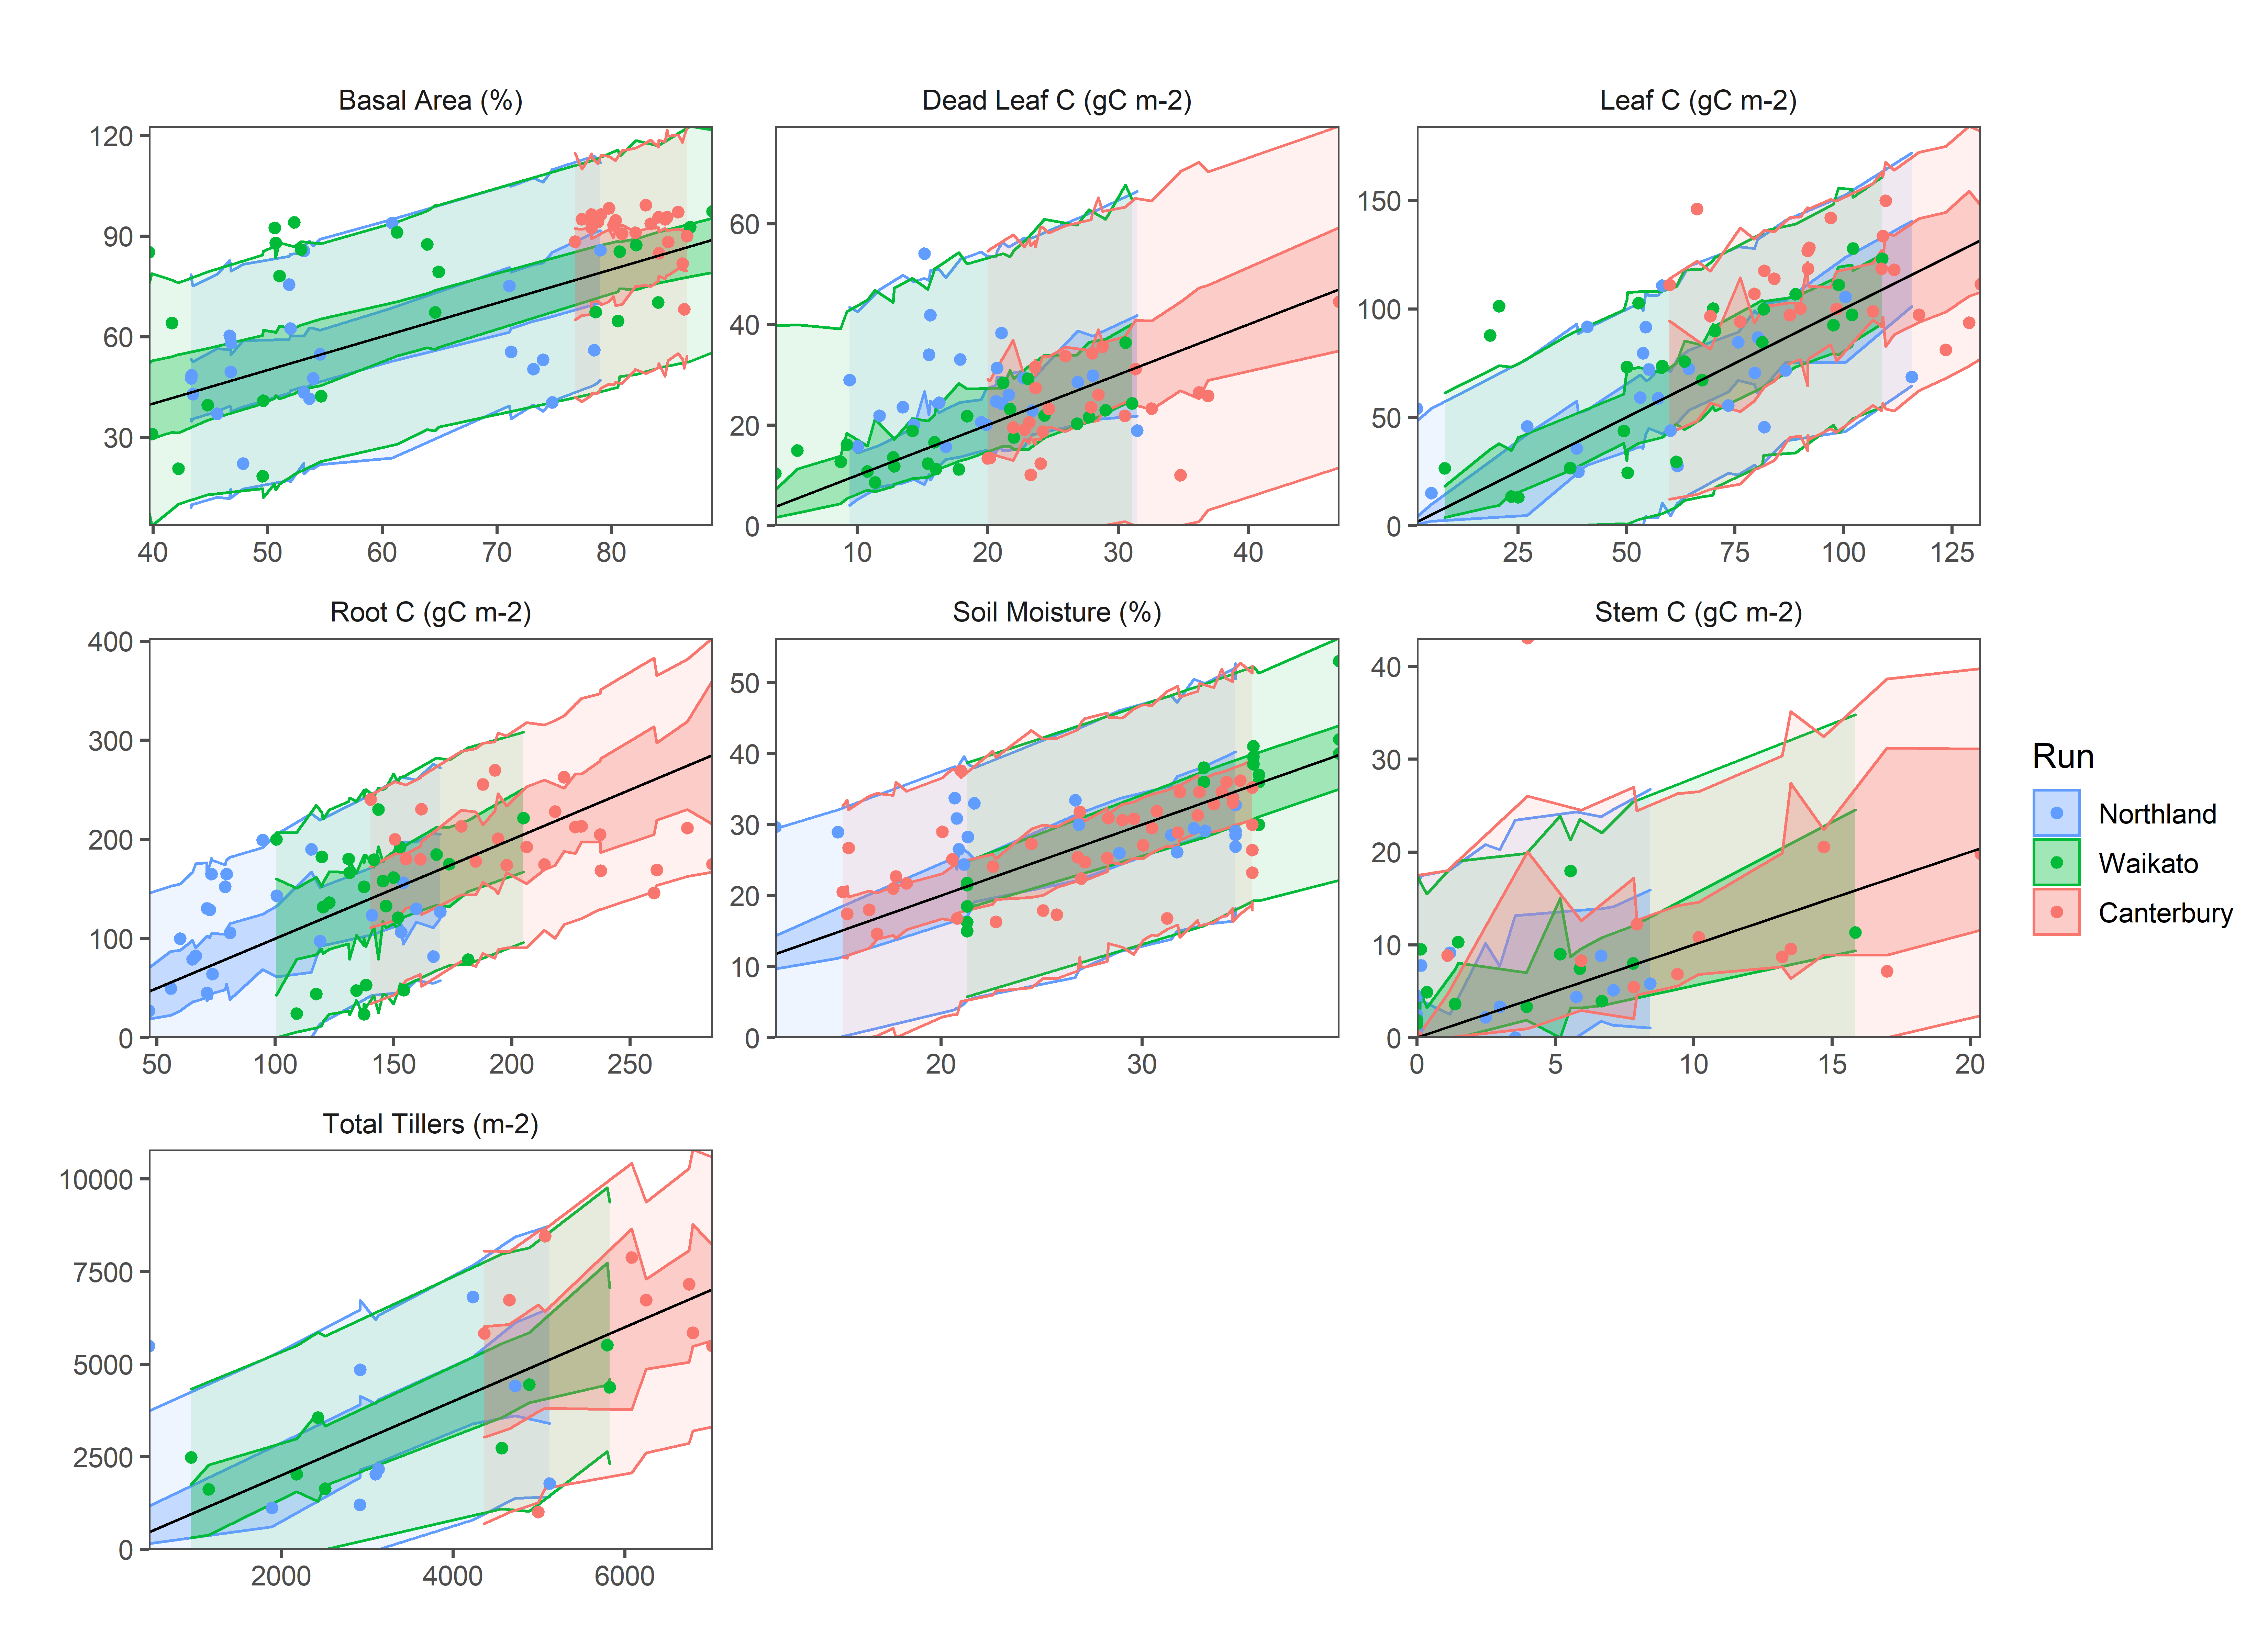 Basal Area (%)
Dead Leaf C (gC m-2)
Leaf C (gC m-2)
120
90
60
30
40 50 60 70 80
60
40
20
0
10 20 30 40
150
100
50
0
25 50 75 100 125
Root C (gC m-2)
Soil Moisture (%)
Stem C (gC m-2)
400
300
200
100
0
50 100 150 200 250
50
40
30
20
10
0
20 30
40
30
20
10
0
0 5 10 15 20
Run
Northland
Waikato
Canterbury
Total Tillers (m-2)
10000
7500
5000
2500
0
2000 4000 6000